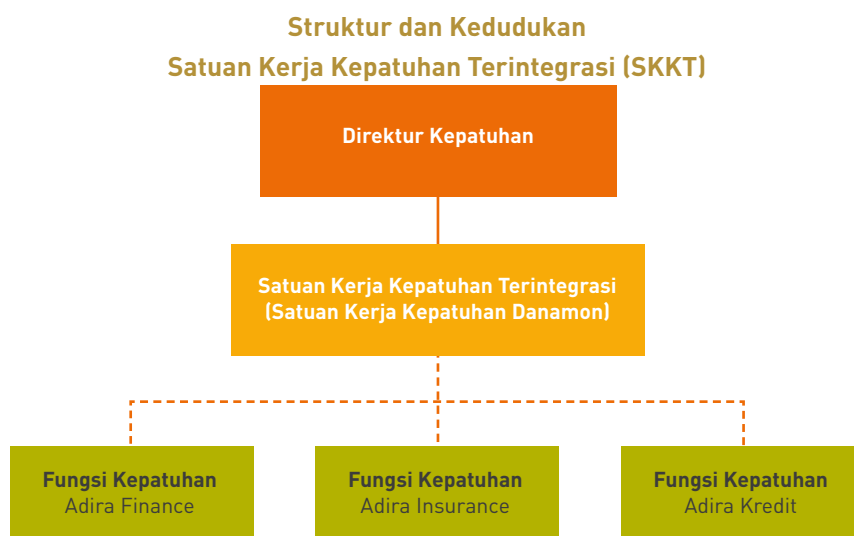 Struktur dan Kedudukan
Satuan Kerja Kepatuhan Terintegrasi (SKKT)
Direktur Kepatuhan
Satuan Kerja Kepatuhan Terintegrasi
(Satuan Kerja Kepatuhan Danamon)
Fungsi Kepatuhan
Adira Finance
Fungsi Kepatuhan
Adira Insurance
Fungsi Kepatuhan
Adira Kredit